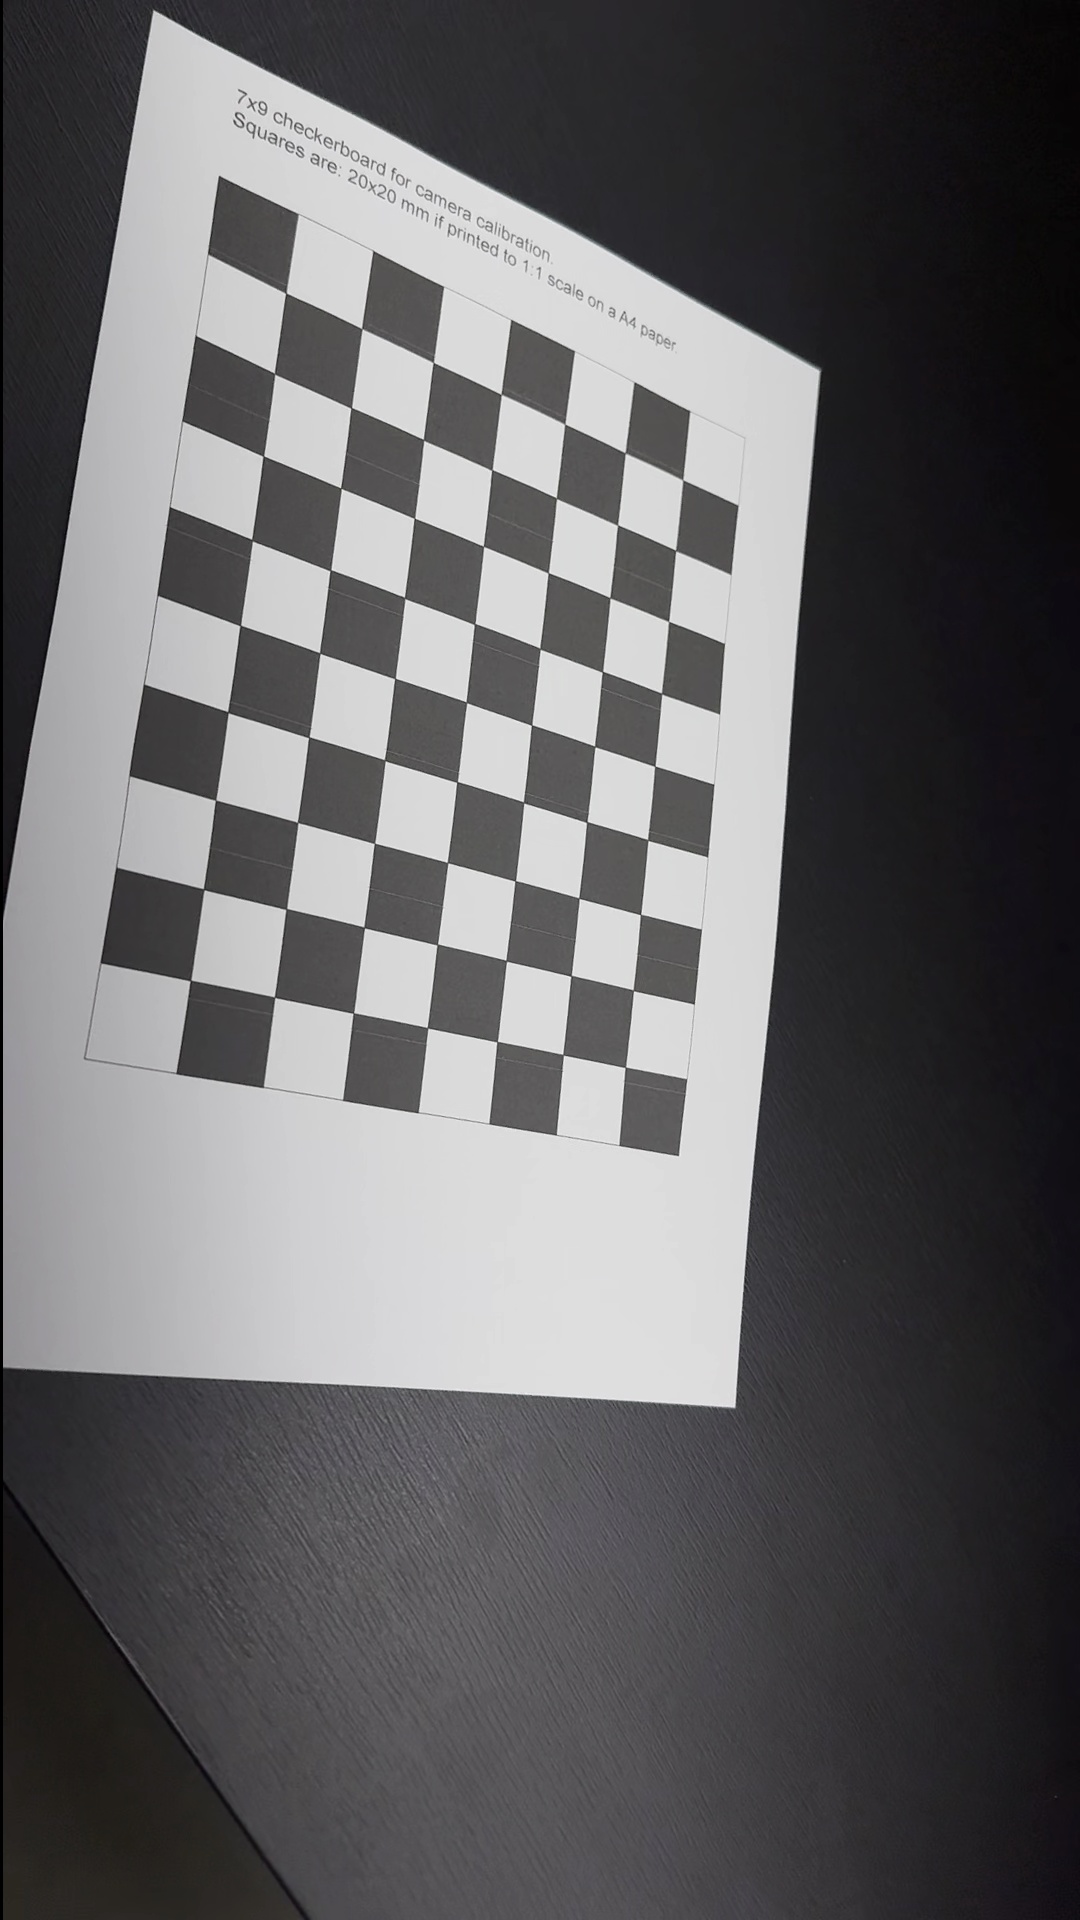 7x9 checkerboard for camera calibration.
Squares are: 20x20 mm if printed to 1:1 scale on a A4 paper.